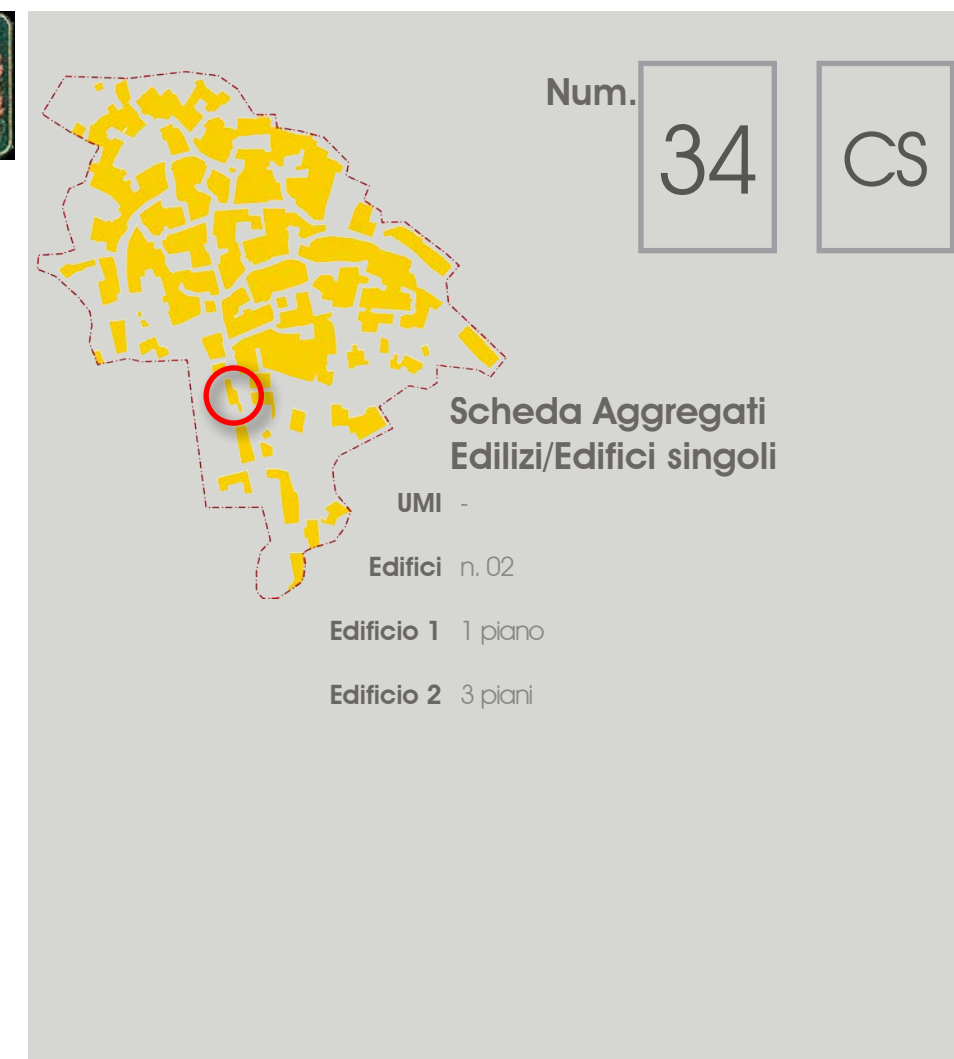 Num.
34
CS
Scheda Aggregati
Edilizi/Edifici singoli
UMI -
Edifici n. 02
Edificio 1 1 piano
Edificio 2 3 piani